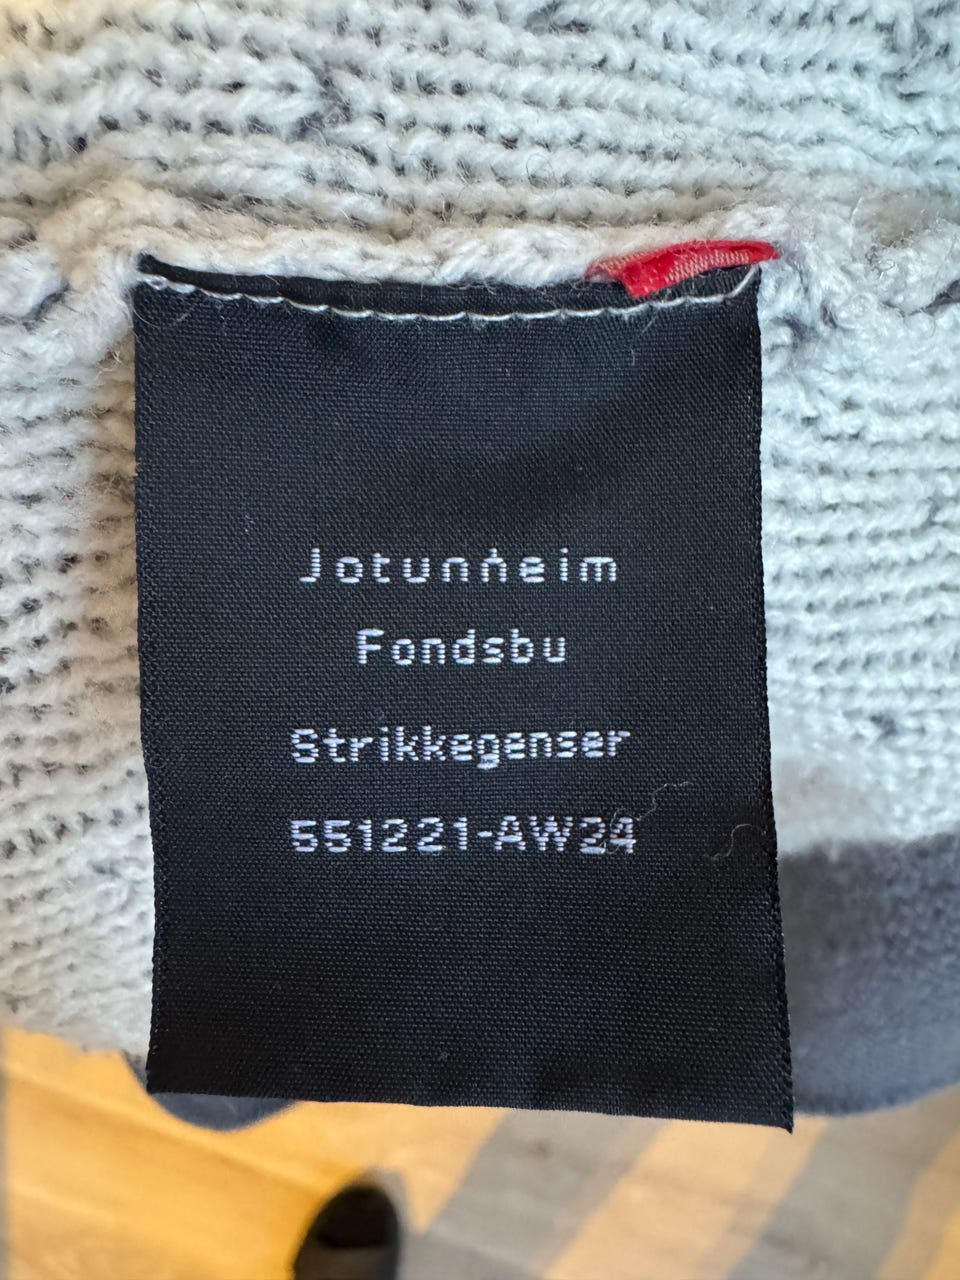 Jotunheim
Fondsbu
Strikkegenser
551221-AW24